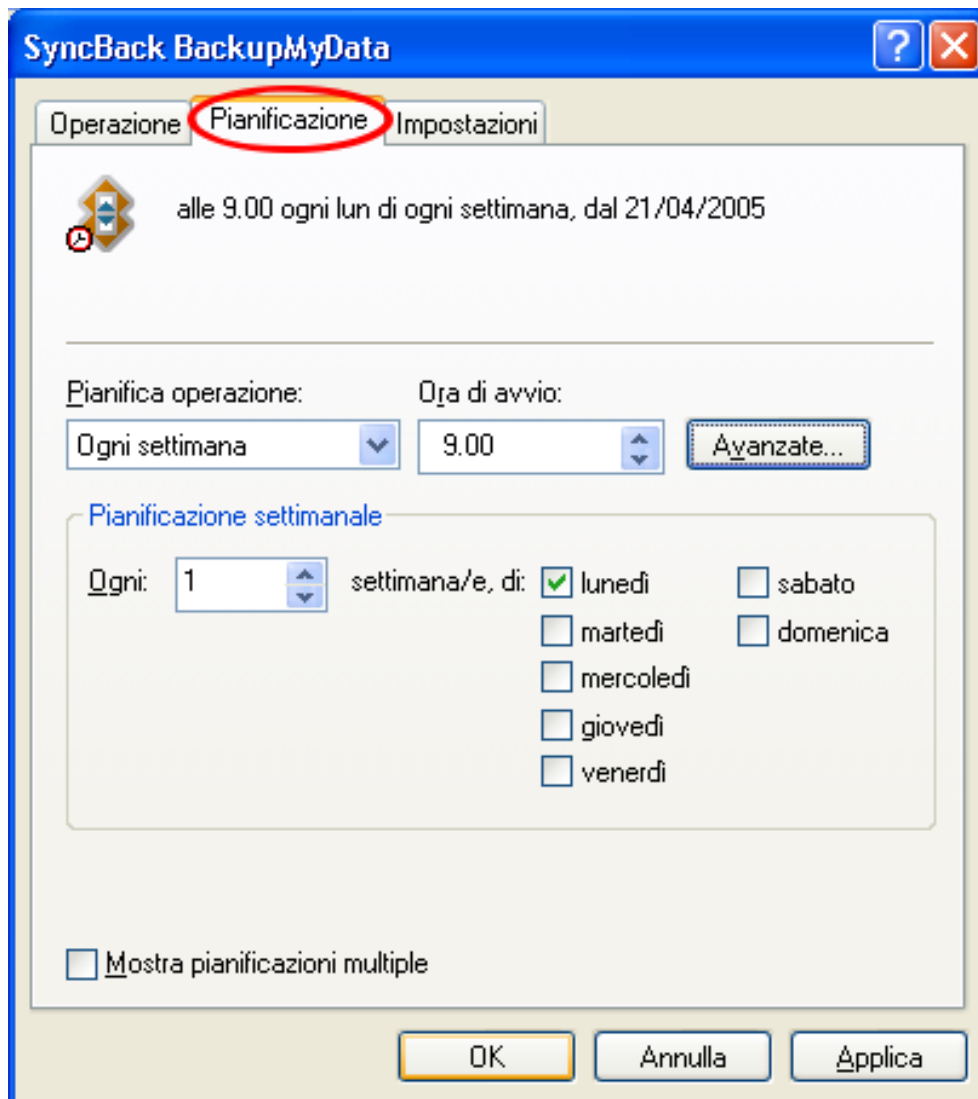 SyncBack BackupMyData
Operazione Pianificazione Impostazioni
alle 9.00 ogni lun di ogni settimana, dal 21/04/2005
Pianifica operazione: Ora di avvio:
Ogni settimana 9.00 Avanzate...
Pianificazione settimanale
Ogni: 1 settimana/e, di: lunedì sabato
martedì domenica
mercoledì
giovedì
venerdì
Mostra pianificazioni multiple
OK Annulla Applica